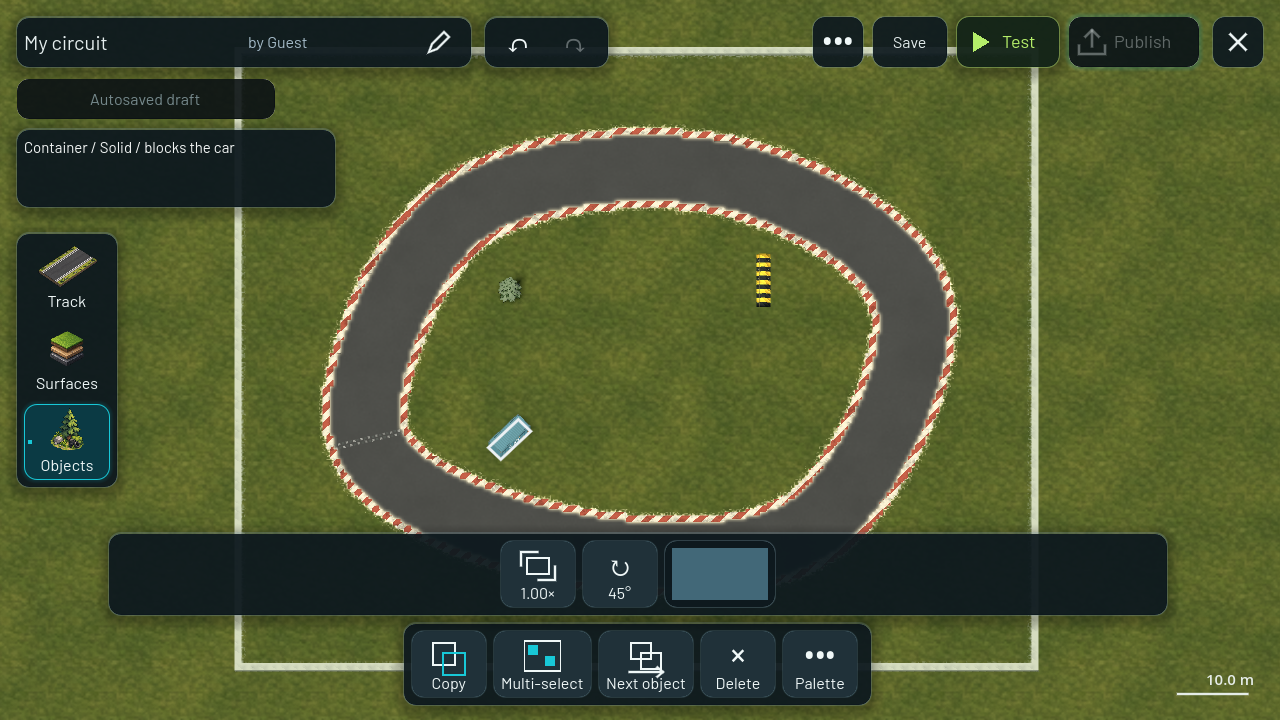 My circuit
by Guest
Save
Test
Publish
Autosaved draft
Container / Solid / blocks the car
Track
Surfaces
Objects
1.00×
45°
Copy
Multi-select
Next object
Delete
Palette
10.0 m